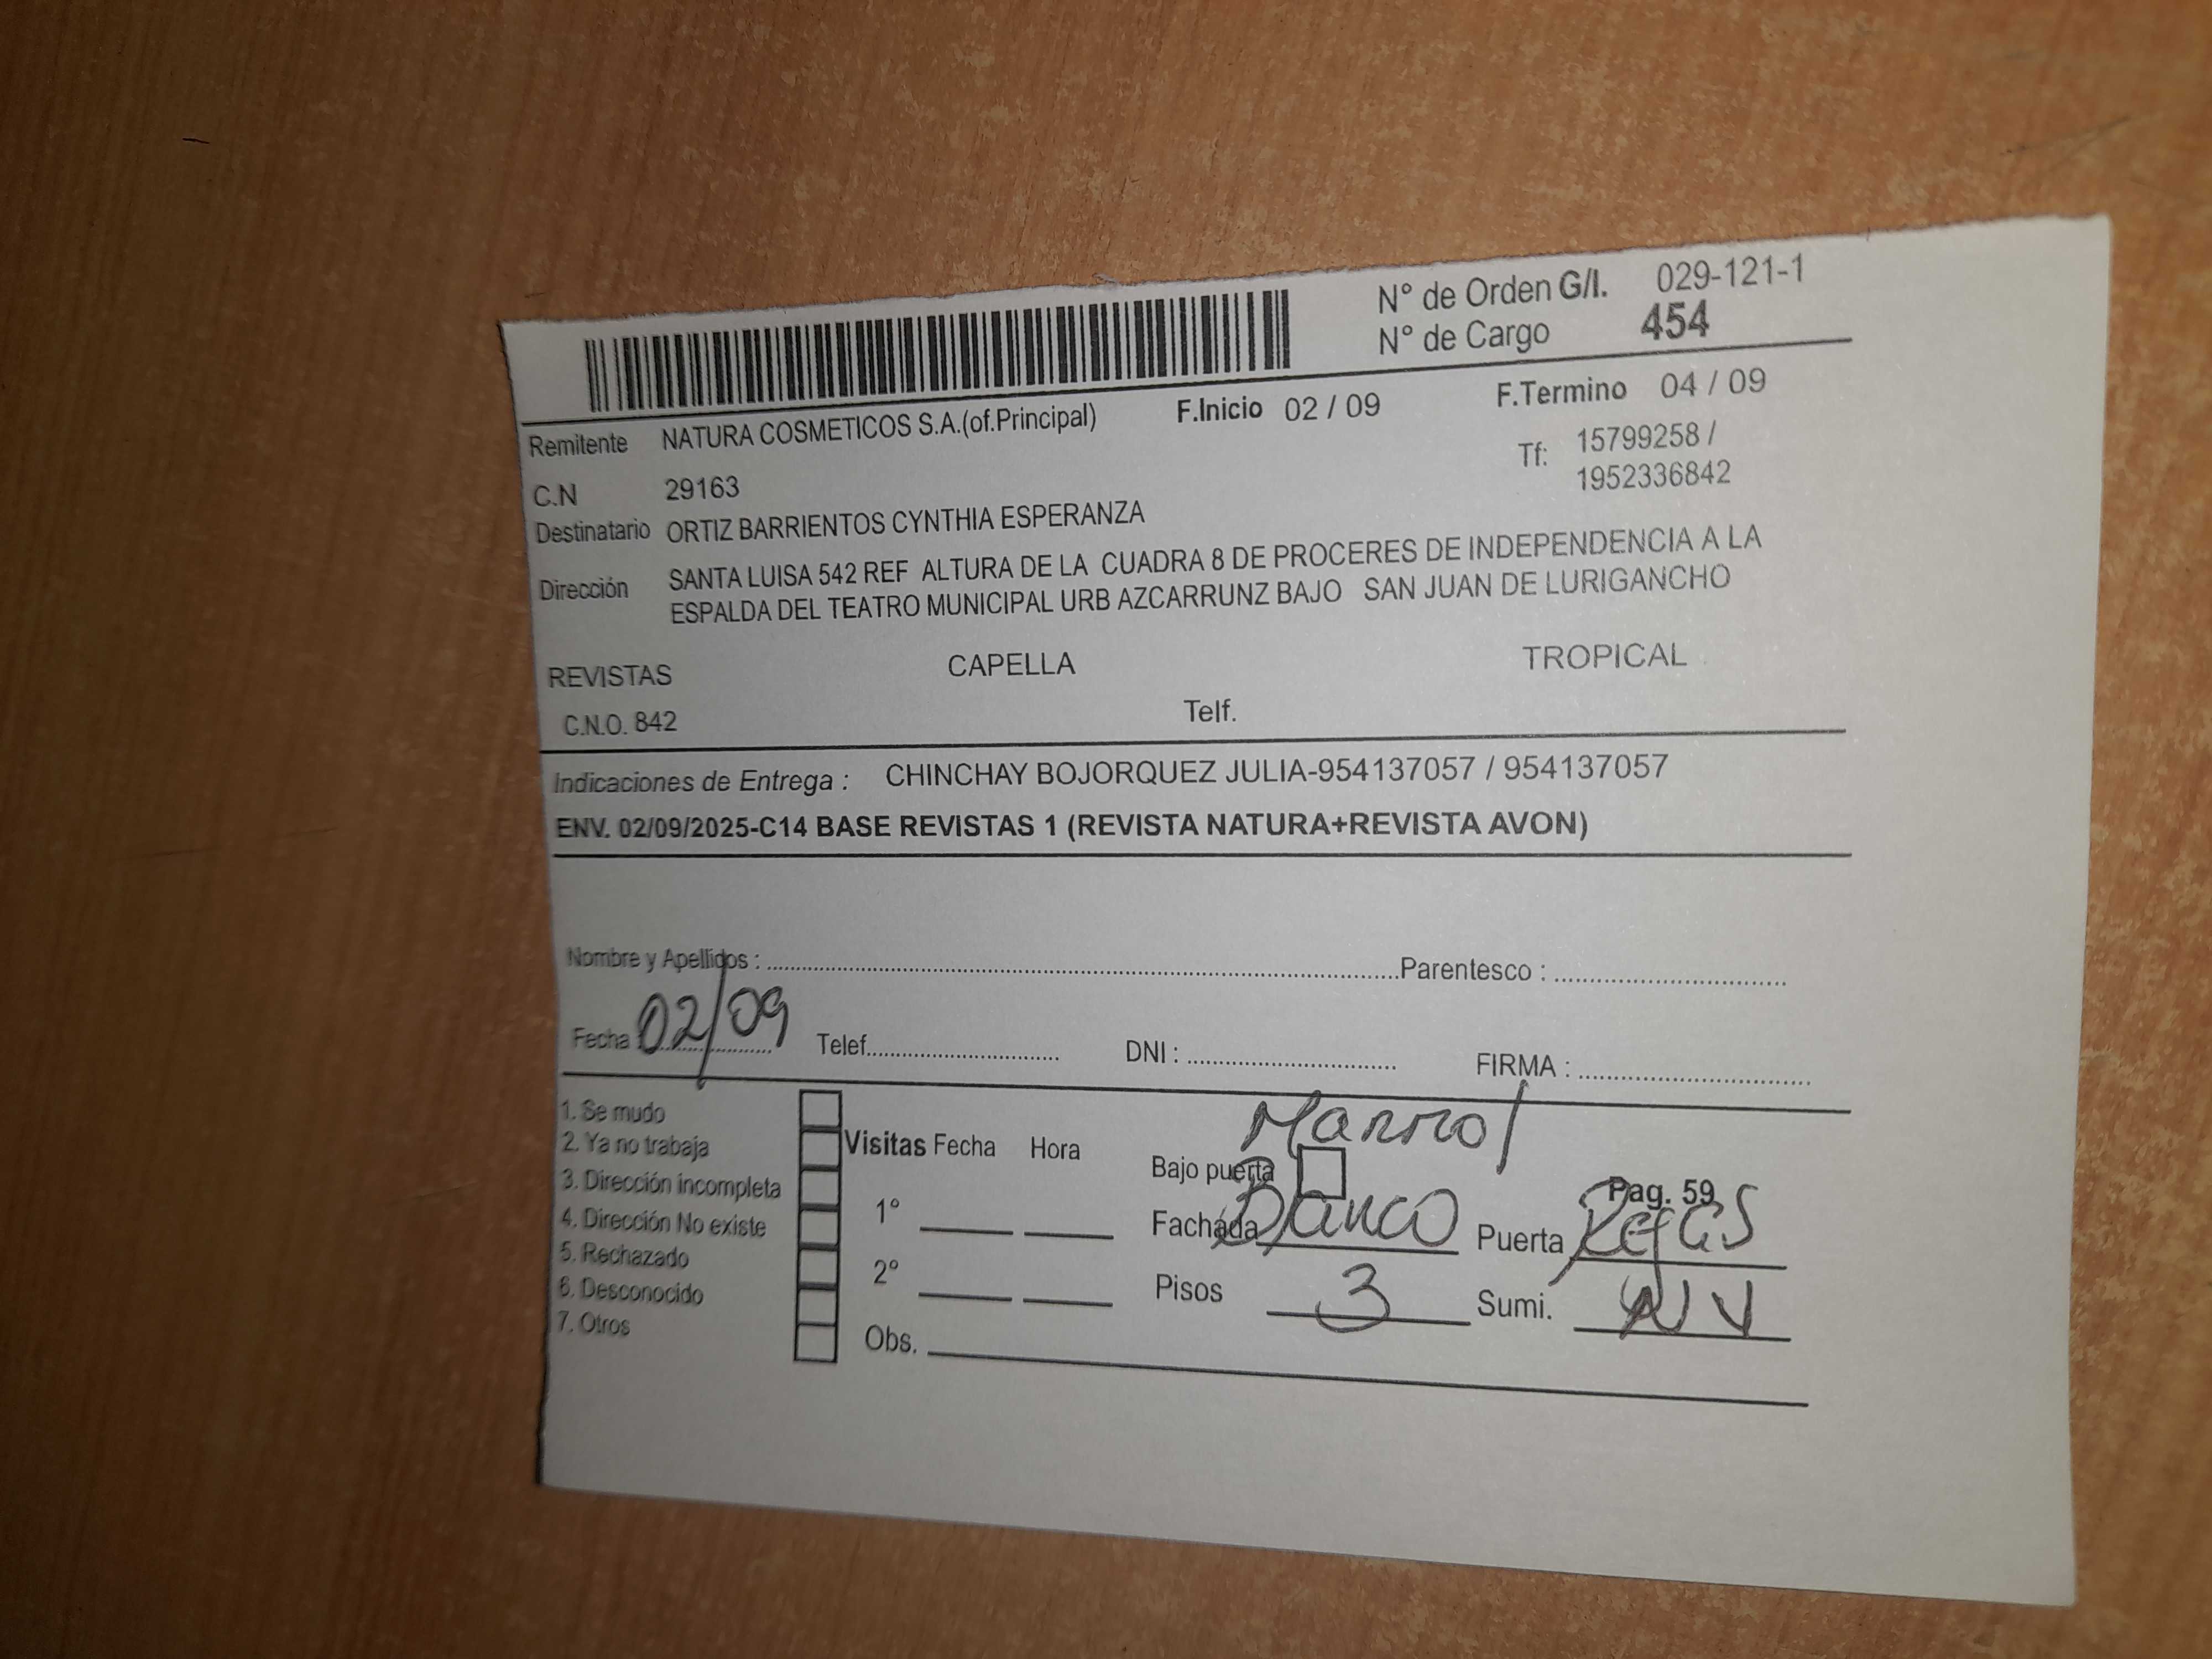 N° de Orden G/I. 029-121-1
N° de Cargo 454
Remitente NATURA COSMETICOS S.A.(of.Principal) F.Inicio 02 / 09 F.Termino 04 / 09
C.N 29163 Tf: 15799258 /
1952336842
Destinatario ORTIZ BARRIENTOS CYNTHIA ESPERANZA
Dirección SANTA LUISA 542 REF ALTURA DE LA CUADRA 8 DE PROCERES DE INDEPENDENCIA A LA
ESPALDA DEL TEATRO MUNICIPAL URB AZCARRUNZ BAJO SAN JUAN DE LURIGANCHO
REVISTAS CAPELLA TROPICAL
C.N.O. 842 Telf.
Indicaciones de Entrega : CHINCHAY BOJORQUEZ JULIA-954137057 / 954137057
ENV. 02/09/2025-C14 BASE REVISTAS 1 (REVISTA NATURA+REVISTA AVON)
Nombre y Apellidos : Parentesco :
Fecha 02/09 Telef. DNI : FIRMA :
1. Se mudo
2. Ya no trabaja
3. Dirección incompleta
4. Dirección No existe
5. Rechazado
6. Desconocido
7. Otros
Visitas Fecha Hora
1°
2°
Obs.
Marrco/
Bajo puerta Pag. 59
Fachada Blanco Puerta Rejas
Pisos 3 Sumi. NV